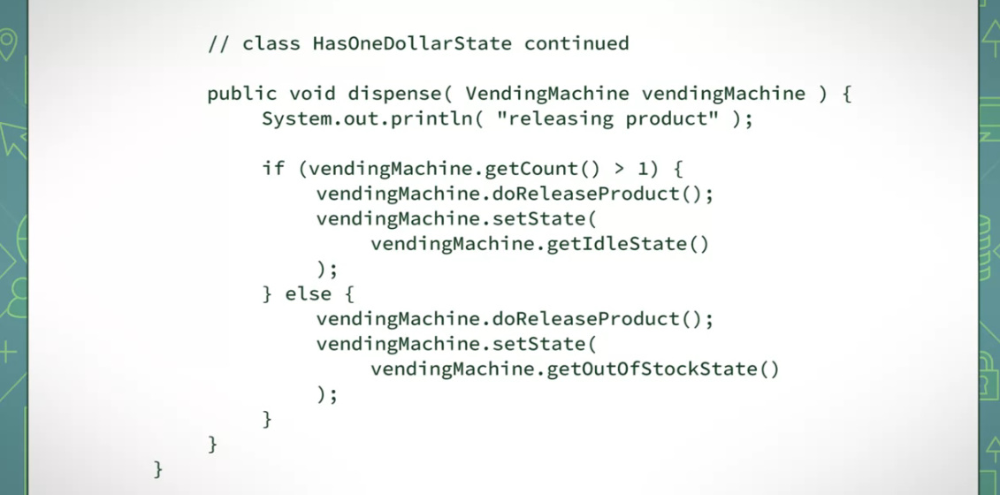 // class HasOneDollarState continued
public void dispense( VendingMachine vendingMachine ) {
System.out.println( "releasing product" );
if (vendingMachine.getCount() > 1) {
vendingMachine.doReleaseProduct();
vendingMachine.setState(
vendingMachine.getIdleState()
);
} else {
vendingMachine.doReleaseProduct();
vendingMachine.setState(
vendingMachine.getOutOfStockState()
);
}
}
}